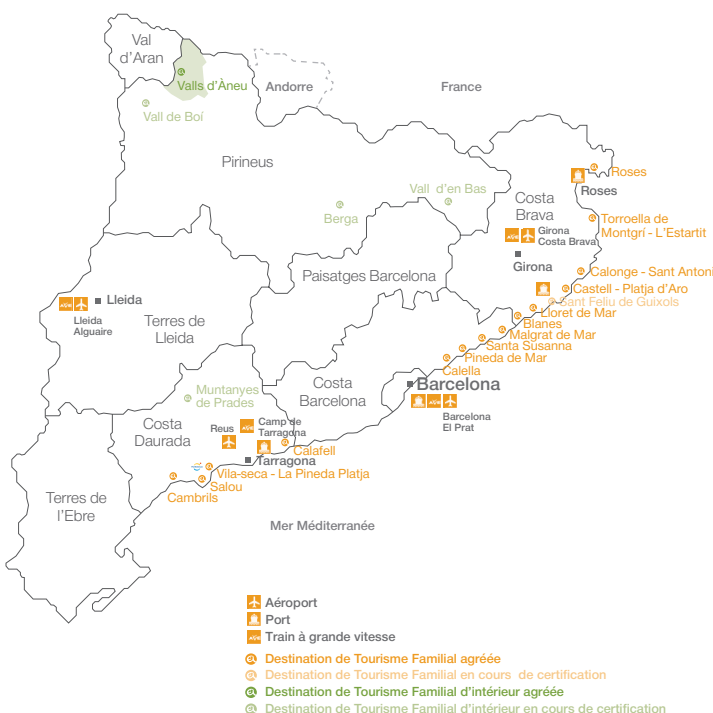 Val
d'Aran
Valls d'Àneu
Andorre
France
Vall de Boí
Pirineus
Vall d'en Bas
Berga
Costa
Brava
Roses
Roses
Torroella de
Montgrí - L'Estartit
Girona
Costa Brava
Girona
Calonge - Sant Antoni
Castell - Platja d'Aro
Sant Feliu de Guixols
Lloret de Mar
Blanes
Malgrat de Mar
Santa Susanna
Pineda de Mar
Calella
Paisatges Barcelona
Lleida
Lleida
Alguaire
Terres de
Lleida
Costa
Barcelona
Barcelona
Barcelona
El Prat
Muntanyes
de Prades
Costa
Daurada
Reus
Camp de
Tarragona
Calafell
Tarragona
Vila-seca - La Pineda Platja
Salou
Cambrils
Terres de
l'Ebre
Mer Méditerranée
Aéroport
Port
Train à grande vitesse
Destination de Tourisme Familial agréée
Destination de Tourisme Familial en cours de certification
Destination de Tourisme Familial d'intérieur agréée
Destination de Tourisme Familial d'intérieur en cours de certification